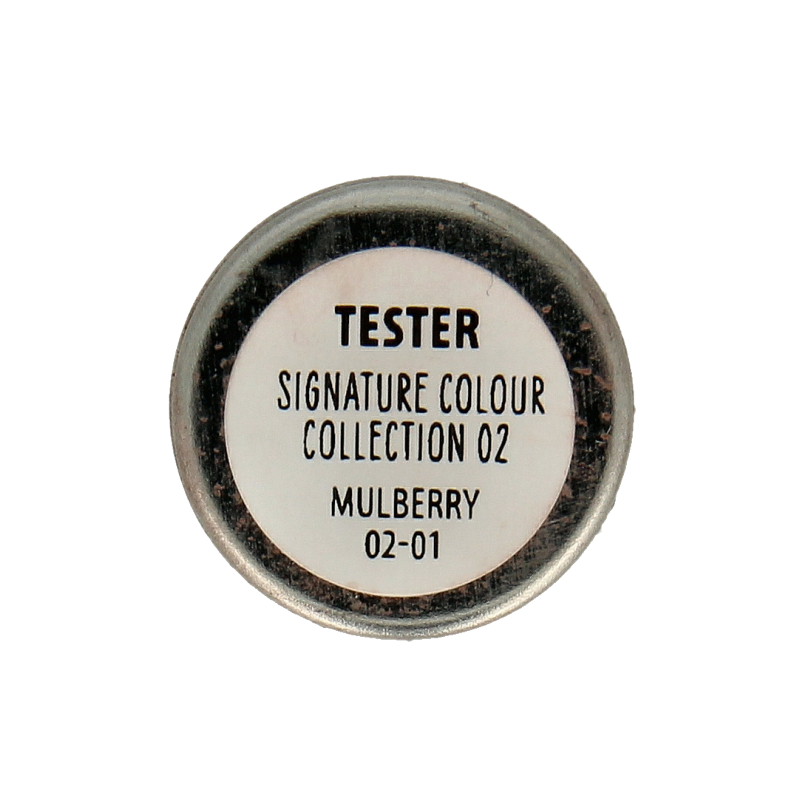 TESTER
SIGNATURE COLOUR
COLLECTION 02
MULBERRY
02-01